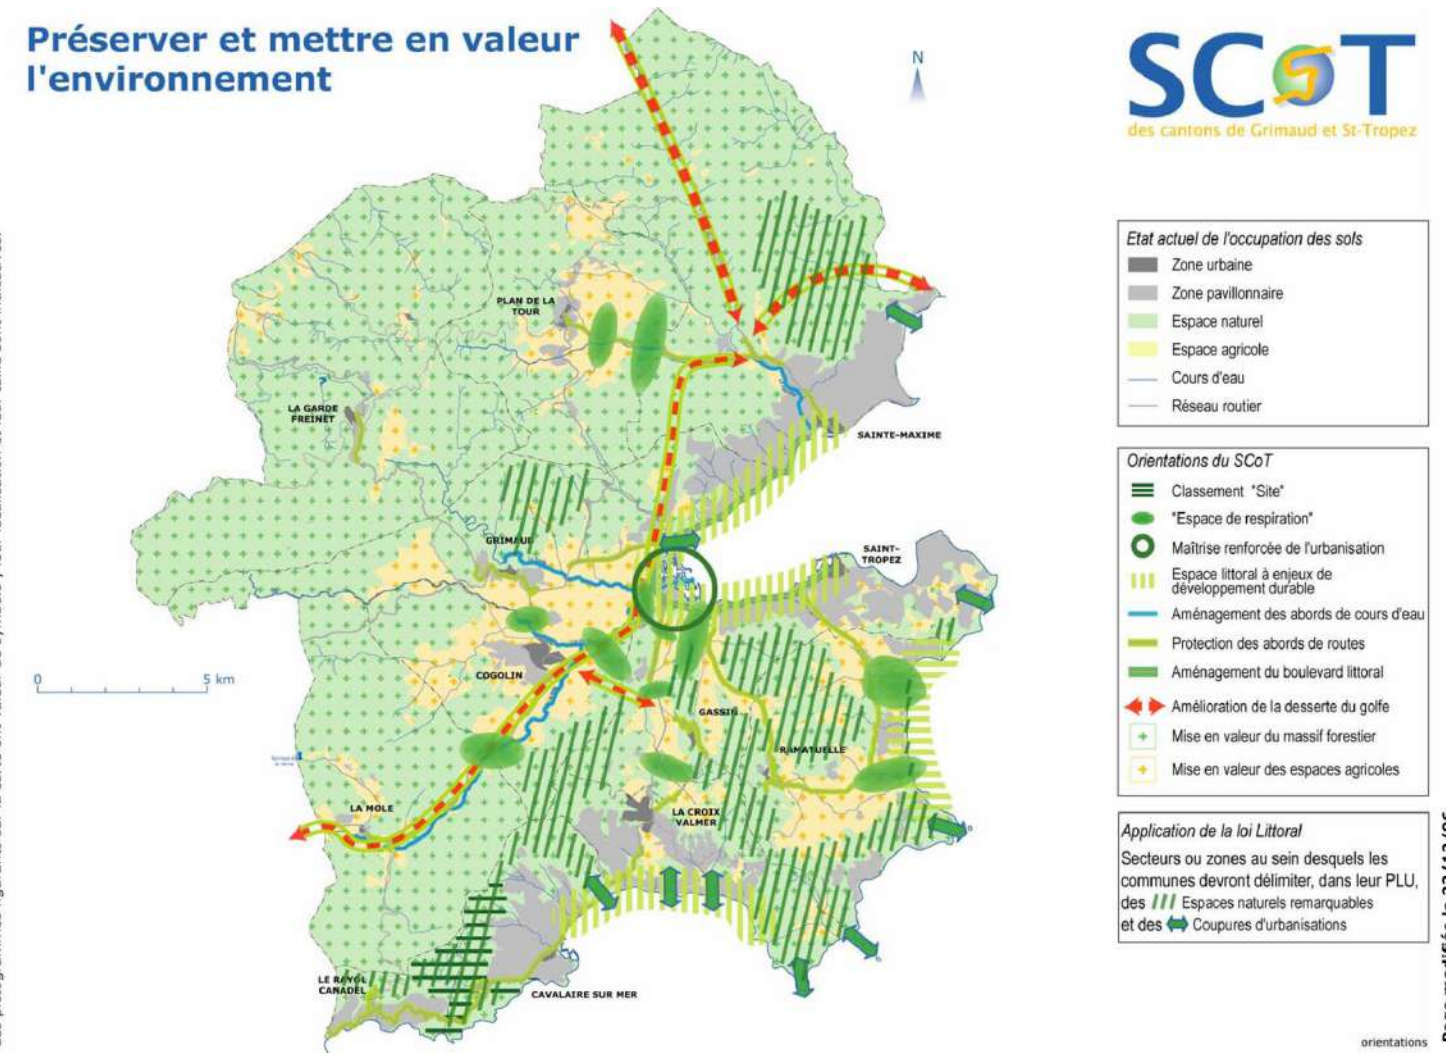 Préserver et mettre en valeur
l'environnement
N
SCOT
des cantons de Grimaud et St-Tropez
Etat actuel de l'occupation des sols
Zone urbaine
Zone pavillonnaire
Espace naturel
Espace agricole
Cours d'eau
Réseau routier
Orientations du SCoT
Classement "Site"
"Espace de respiration"
Maîtrise renforcée de l'urbanisation
Espace littoral à enjeux de
développement durable
Aménagement des abords de cours d'eau
Protection des abords de routes
Aménagement du boulevard littoral
Amélioration de la desserte du golfe
Mise en valeur du massif forestier
Mise en valeur des espaces agricoles
Application de la loi Littoral
Secteurs ou zones au sein desquels les
communes devront délimiter, dans leur PLU,
des Espaces naturels remarquables
et des Coupures d'urbanisations
PLAN DE LA
TOUR
?
LA GARDE
FREINET
SAINTE-MAXIME
GRIMAUD
SAINT-
TROPEZ
0 5 km
COGOLIN
GASSIN
RAMATUELLE
LA MOLE
LA CROIX
VALMER
LE RAYOL
CANADEL
CAVALAIRE SUR MER
orientations